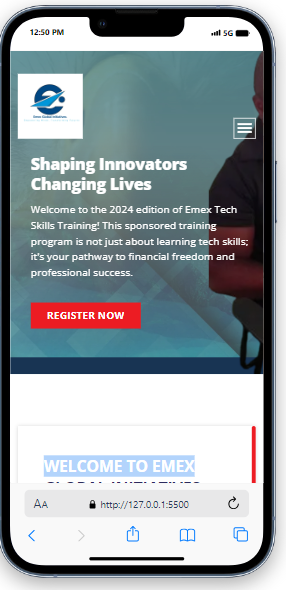 12:50 PM
5G
Emex Global Initiatives
Shaping Innovators
Changing Lives
Welcome to the 2024 edition of Emex Tech
Skills Training! This sponsored training
program is not just about learning tech skills;
it's your pathway to financial freedom and
professional success.
REGISTER NOW
WELCOME TO EMEX
GLOBAL INITIATIVES
AA
http://127.0.0.1:5500